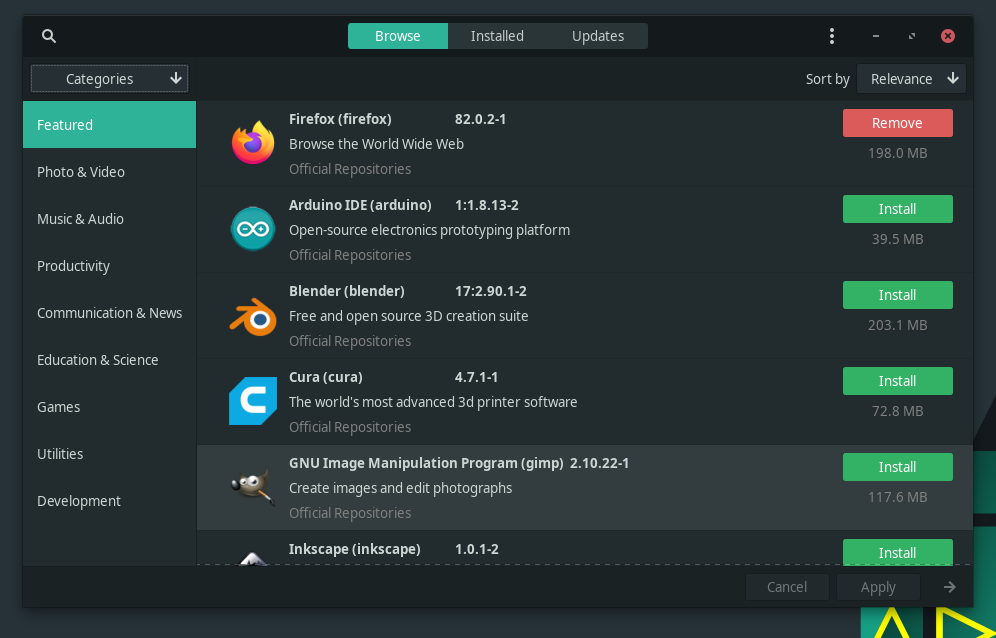 Browse Installed Updates
Categories
Sort by Relevance
Featured
Photo & Video
Music & Audio
Productivity
Communication & News
Education & Science
Games
Utilities
Development
Firefox (firefox) 82.0.2-1
Browse the World Wide Web
Official Repositories
Remove
198.0 MB
Arduino IDE (arduino) 1:1.8.13-2
Open-source electronics prototyping platform
Official Repositories
Install
39.5 MB
Blender (blender) 17:2.90.1-2
Free and open source 3D creation suite
Official Repositories
Install
203.1 MB
Cura (cura) 4.7.1-1
The world's most advanced 3d printer software
Official Repositories
Install
72.8 MB
GNU Image Manipulation Program (gimp) 2.10.22-1
Create images and edit photographs
Official Repositories
Install
117.6 MB
Inkscape (inkscape) 1.0.1-2
Install
Cancel Apply